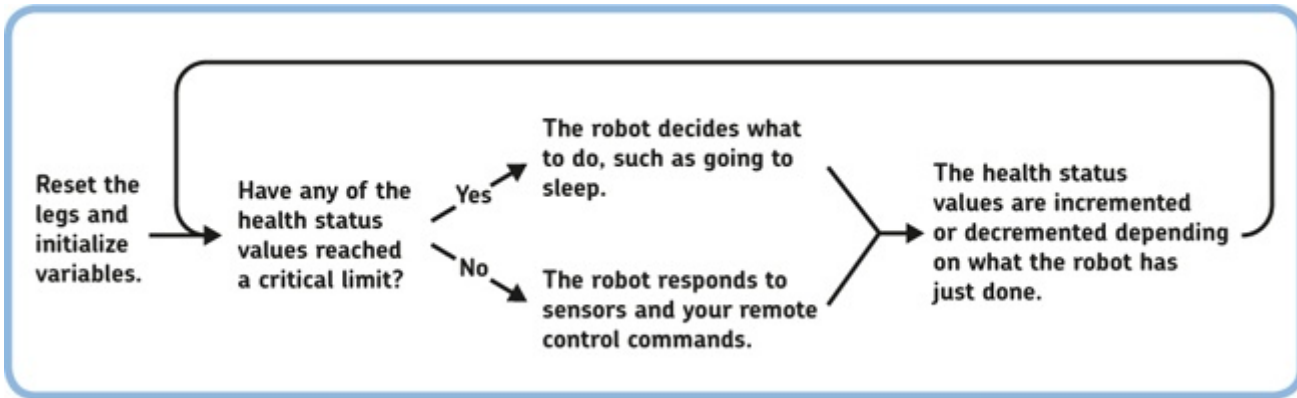 Reset the
legs and
initialize
variables.
Have any of the
health status
values reached
a critical limit?
Yes
No
The robot decides what
to do, such as going to
sleep.
The robot responds to
sensors and your remote
control commands.
The health status
values are incremented
or decremented depending
on what the robot has
just done.